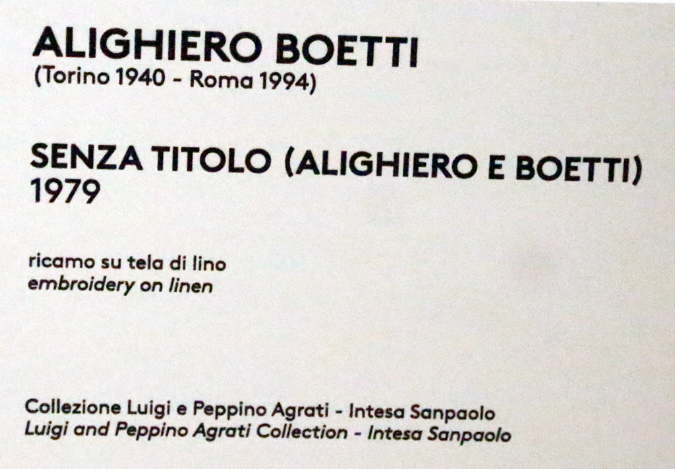 ALIGHIERO BOETTI
(Torino 1940 - Roma 1994)
SENZA TITOLO (ALIGHIERO E BOETTI)
1979
ricamo su tela di lino
embroidery on linen
Collezione Luigi e Peppino Agrati - Intesa Sanpaolo
Luigi and Peppino Agrati Collection - Intesa Sanpaolo